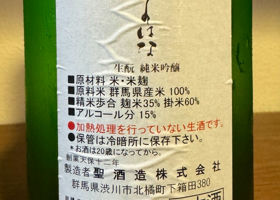 のはな
生酛 純米吟醸
■原材料 米・米麹
■原料米 群馬県産米 100%
■精米歩合 麹米35% 掛米60%
■アルコール分 15%
●加熱処理を行っていない生酒です。
●保管は冷暗所に保存下さい。
*お酒は20歳になってから。
創業天保十二年
製造者 聖酒造株式会社
群馬県渋川市北橘町下箱田380